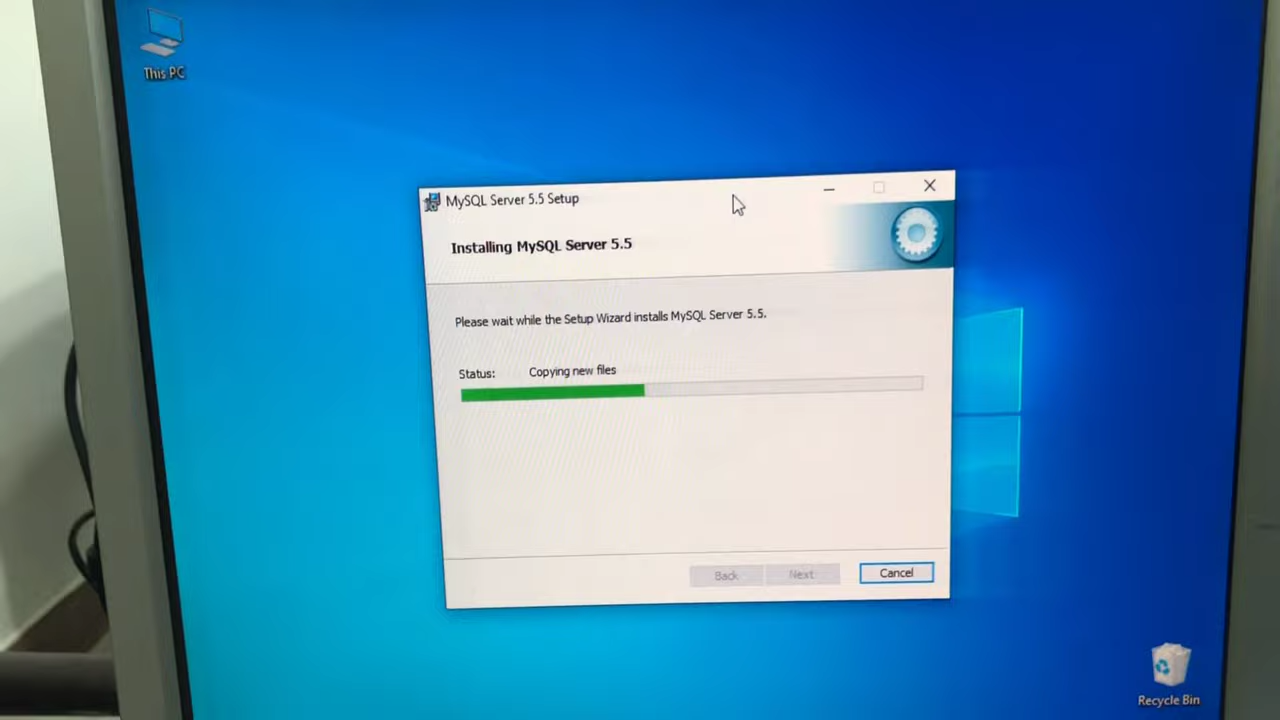 This PC
MySQL Server 5.5 Setup
Installing MySQL Server 5.5
Please wait while the Setup Wizard installs MySQL Server 5.5.
Status: Copying new files
Back Next Cancel
Recycle Bin